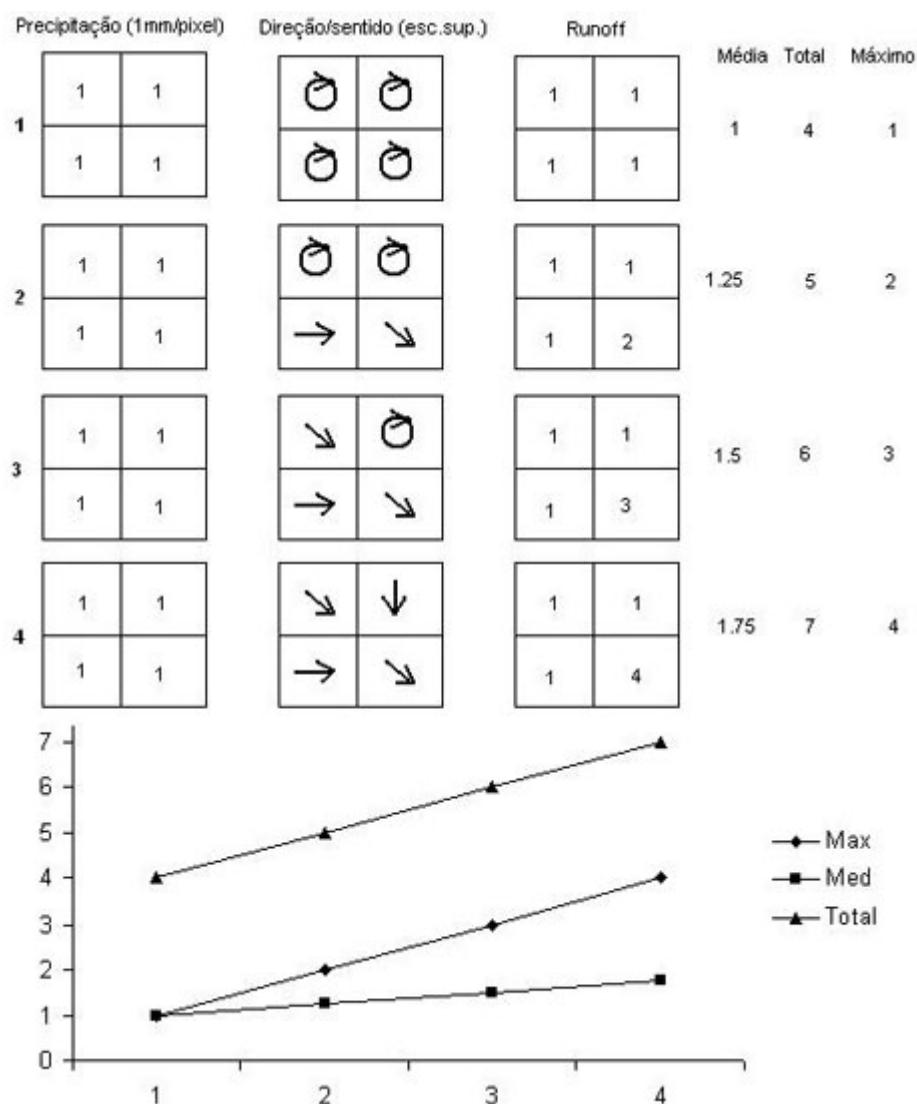 Precipitação (1mm/pixel) Direção/sentido (esc.sup.) Runoff
Média Total Máximo
1 1 1 1
1 1 4 1
1 1 1 1
1 1 1 1
2 1.25 5 2
1 1 1 2
1 1 1 1
3 1.5 6 3
1 1 1 3
1 1 1 1
4 1.75 7 4
1 1 1 4
7
6
5
4
3
2
1
0
1 2 3 4
Max
Med
Total